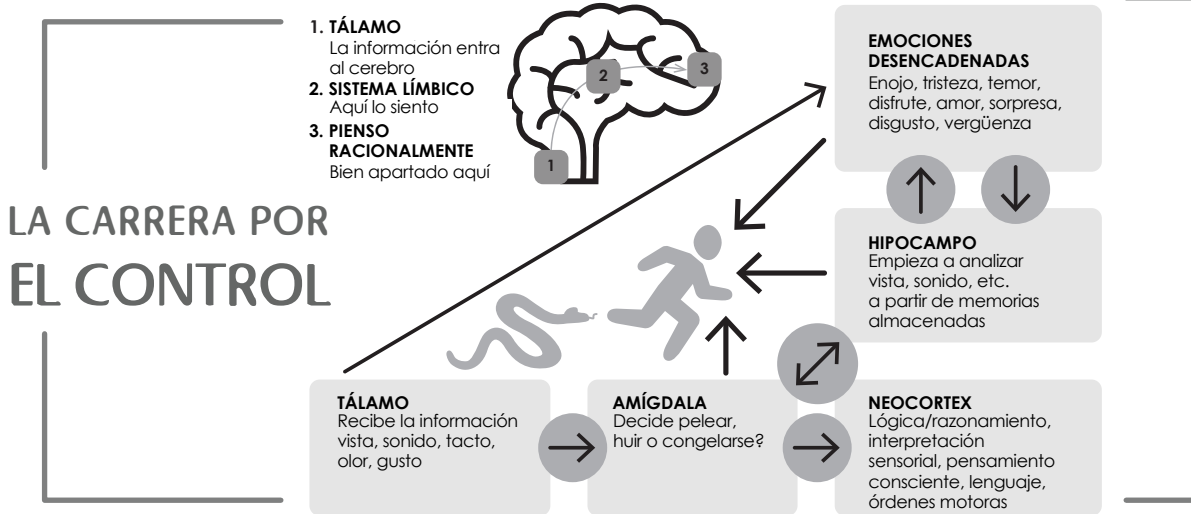 1. TÁLAMO
La información entra
al cerebro
2. SISTEMA LÍMBICO
Aquí lo siento
3. PIENSO
RACIONALMENTE
Bien apartado aquí
1
2
3
LA CARRERA POR
EL CONTROL
EMOCIONES
DESENCADENADAS
Enojo, tristeza, temor,
disfrute, amor, sorpresa,
disgusto, vergüenza
HIPOCAMPO
Empieza a analizar
vista, sonido, etc.
a partir de memorias
almacenadas
TÁLAMO
Recibe la información
vista, sonido, tacto,
olor, gusto
AMÍGDALA
Decide pelear,
huir o congelarse?
NEOCORTEX
Lógica/razonamiento,
interpretación
sensorial, pensamiento
consciente, lenguaje,
órdenes motoras